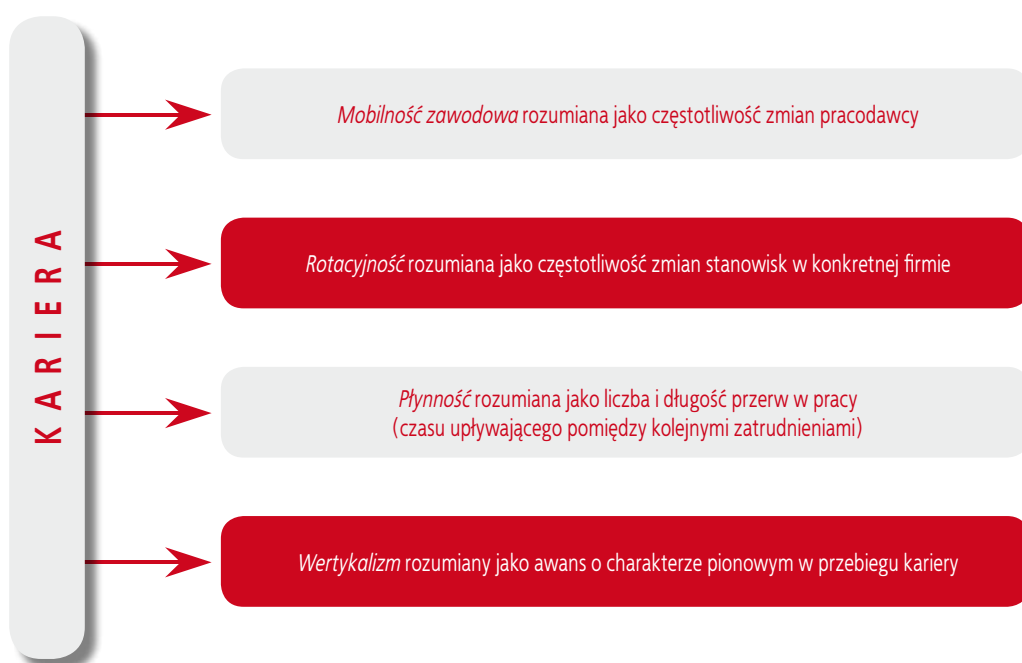 KARIERA
Mobilność zawodowa rozumiana jako częstotliwość zmian pracodawcy
Rotacyjność rozumiana jako częstotliwość zmian stanowisk w konkretnej firmie
Płynność rozumiana jako liczba i długość przerw w pracy
(czasu upływającego pomiędzy kolejnymi zatrudnieniami)
Wertykalizm rozumiany jako awans o charakterze pionowym w przebiegu kariery